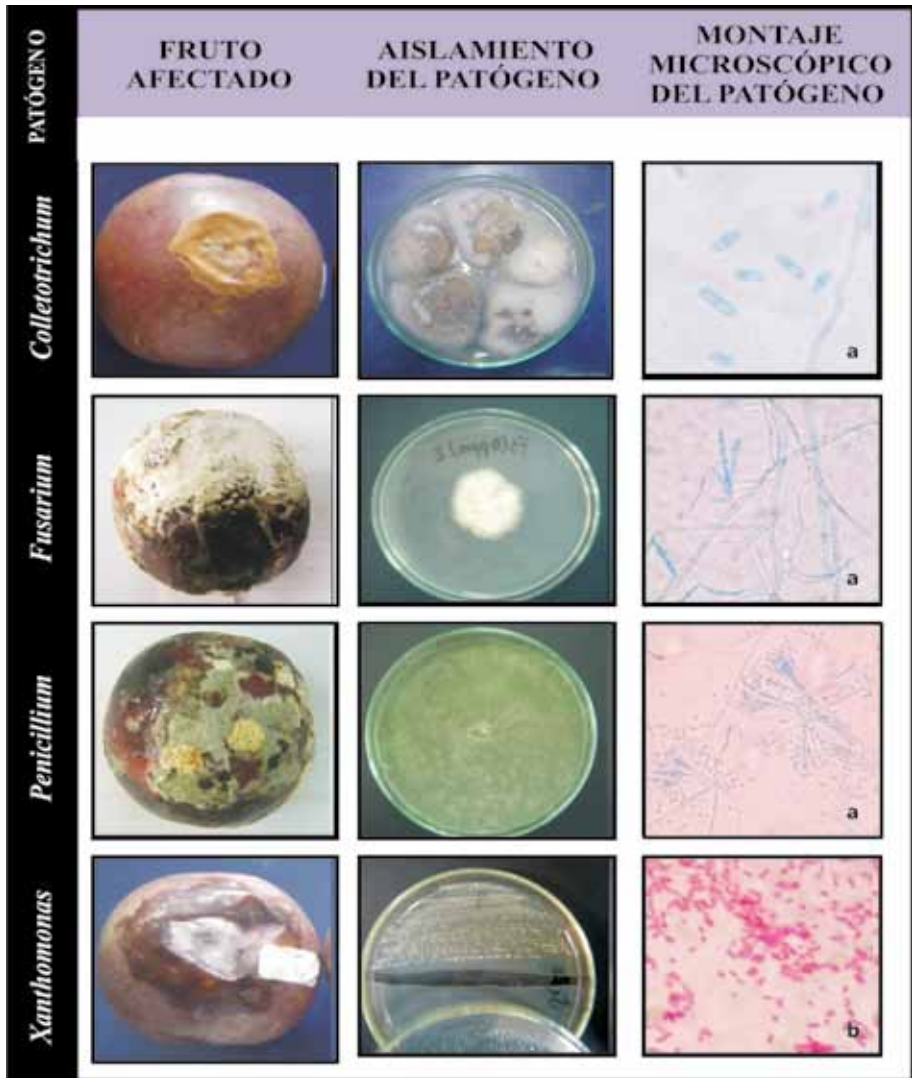 PATÓGENO
FRUTO
AFECTADO
AISLAMIENTO
DEL PATÓGENO
MONTAJE
MICROSCÓPICO
DEL PATÓGENO
Colletotrichum
a
Fusarium
a
Penicillium
a
Xanthomonas
b